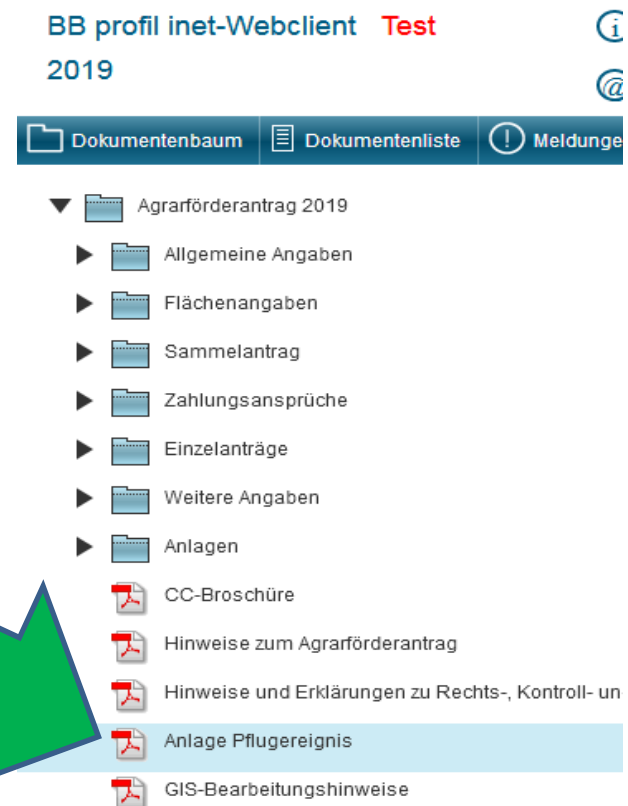 BB profil inet-Webclient Test
2019
Dokumentenbaum Dokumentenliste Meldunge
Agrarförderantrag 2019
Allgemeine Angaben
Flächenangaben
Sammelantrag
Zahlungsansprüche
Einzelanträge
Weitere Angaben
Anlagen
CC-Broschüre
Hinweise zum Agrarförderantrag
Hinweise und Erklärungen zu Rechts-, Kontroll- un
Anlage Pflugereignis
GIS-Bearbeitungshinweise